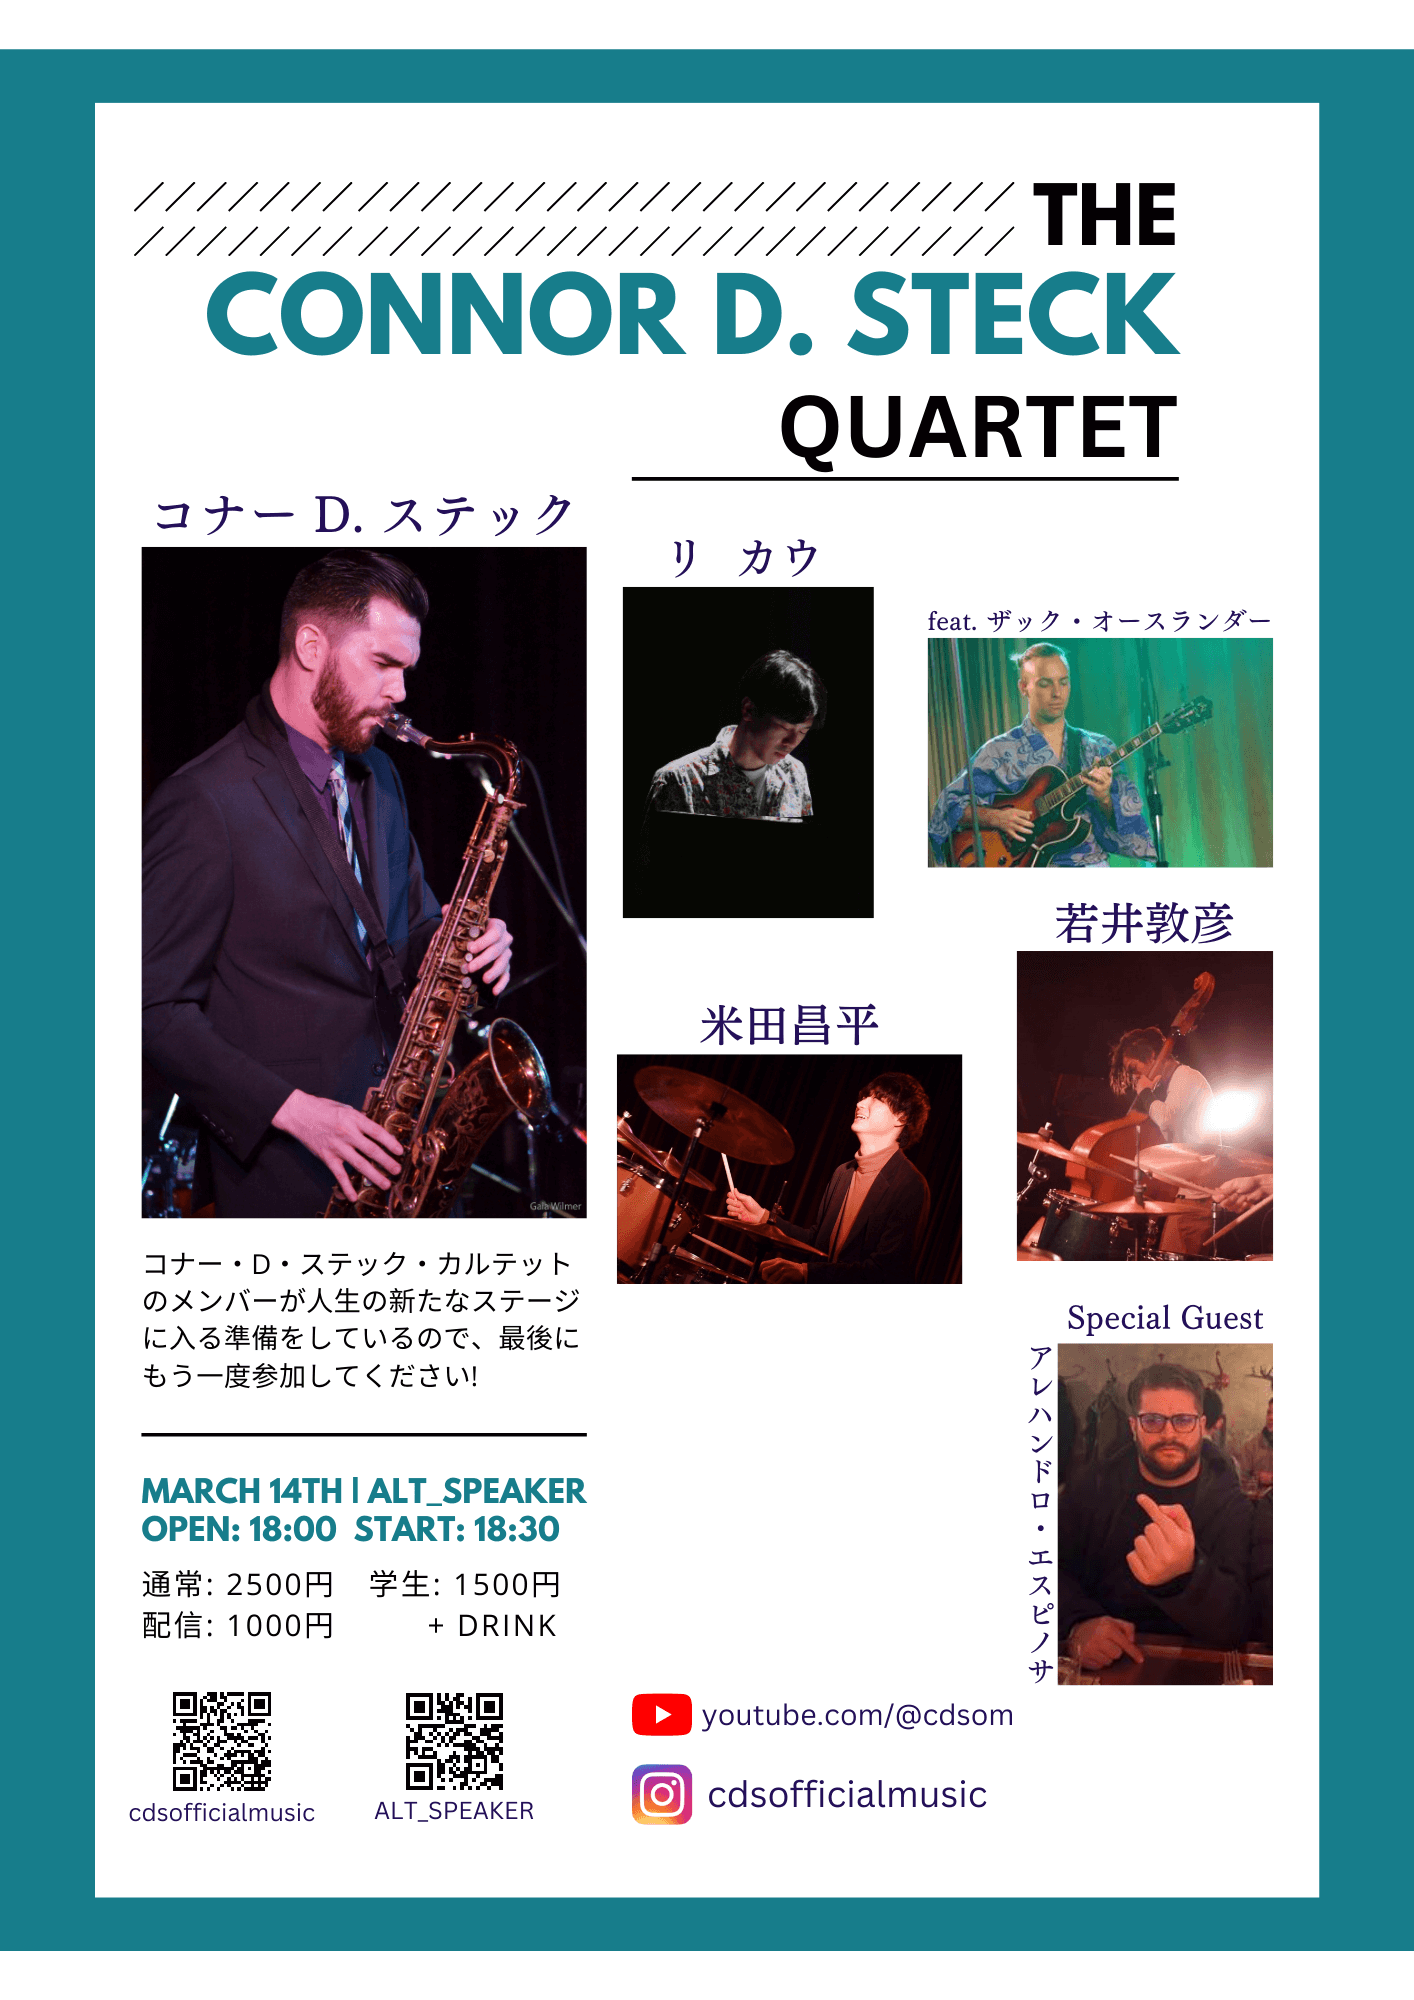 THE
CONNOR D. STECK
QUARTET
コナー D. ステック
リ カウ
feat. ザック・オースランダー
若井敦彦
米田昌平
Gala Wilmer
コナー・D・ステック・カルテット
のメンバーが人生の新たなステージ
に入る準備をしているので、最後に
もう一度参加してください!
Special Guest
アレハンドロ・エスピノサ
MARCH 14TH | ALT_SPEAKER
OPEN: 18:00 START: 18:30
通常: 2500円 学生: 1500円
配信: 1000円 + DRINK
cdsofficialmusic
ALT_SPEAKER
youtube.com/@cdsom
cdsofficialmusic